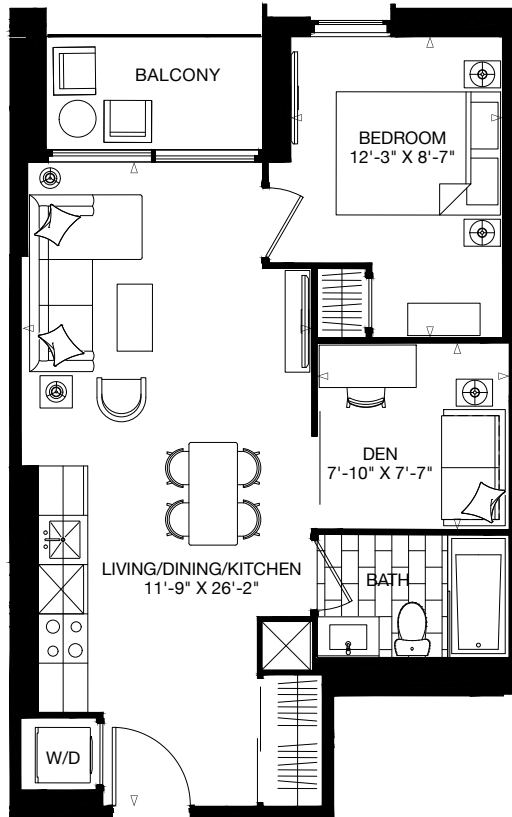 BALCONY
BEDROOM
12'-3" X 8'-7"
DEN
7'-10" X 7'-7"
LIVING/DINING/KITCHEN
11'-9" X 26'-2"
BATH
W/D